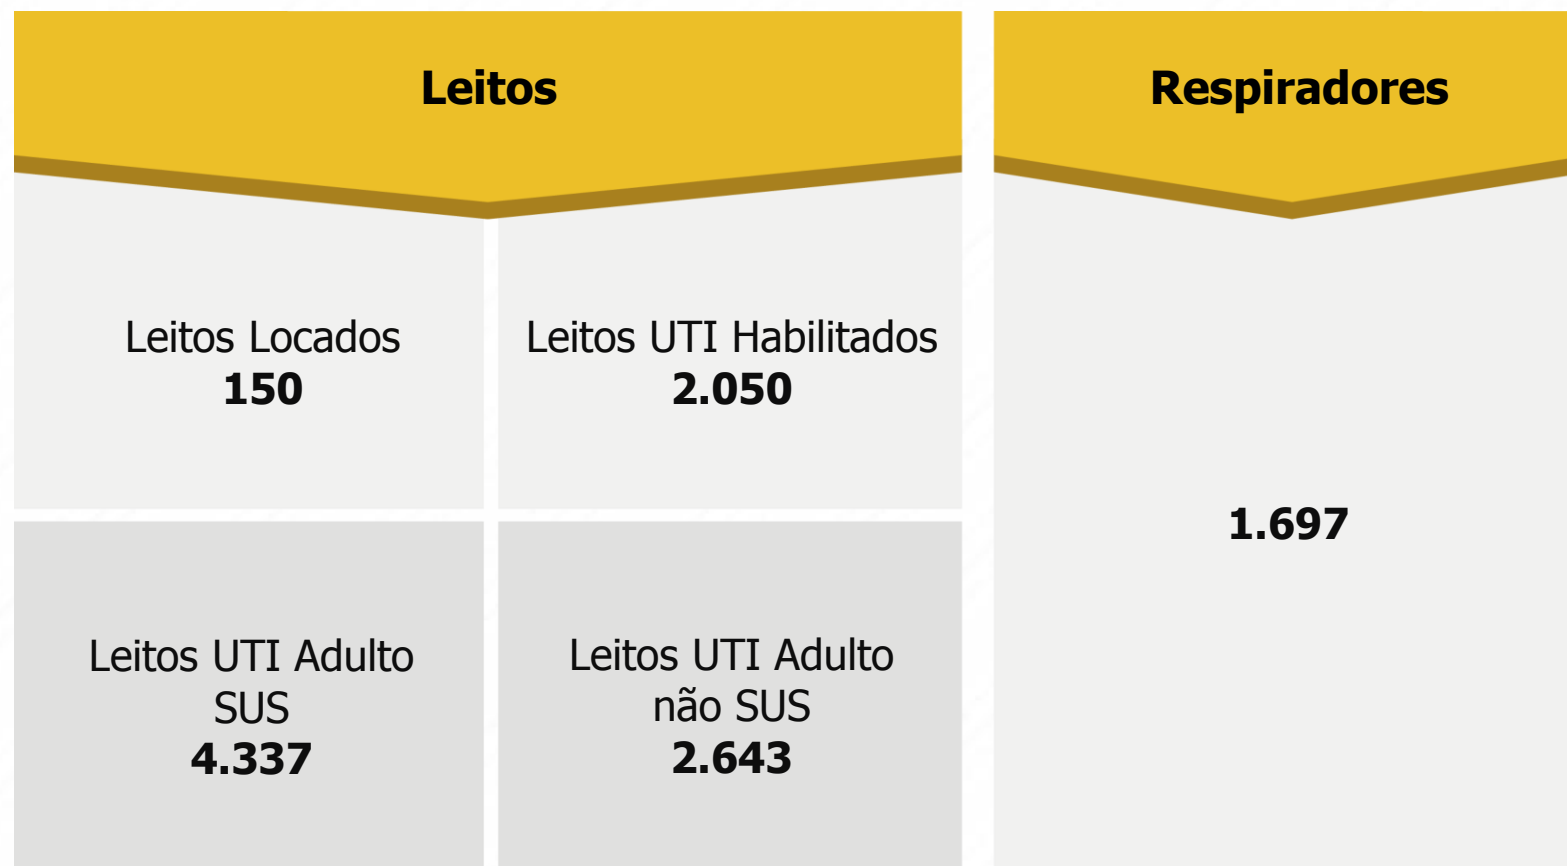 Leitos
Respiradores
Leitos Locados
150
Leitos UTI Habilitados
2.050
Leitos UTI Adulto
SUS
4.337
Leitos UTI Adulto
não SUS
2.643
1.697